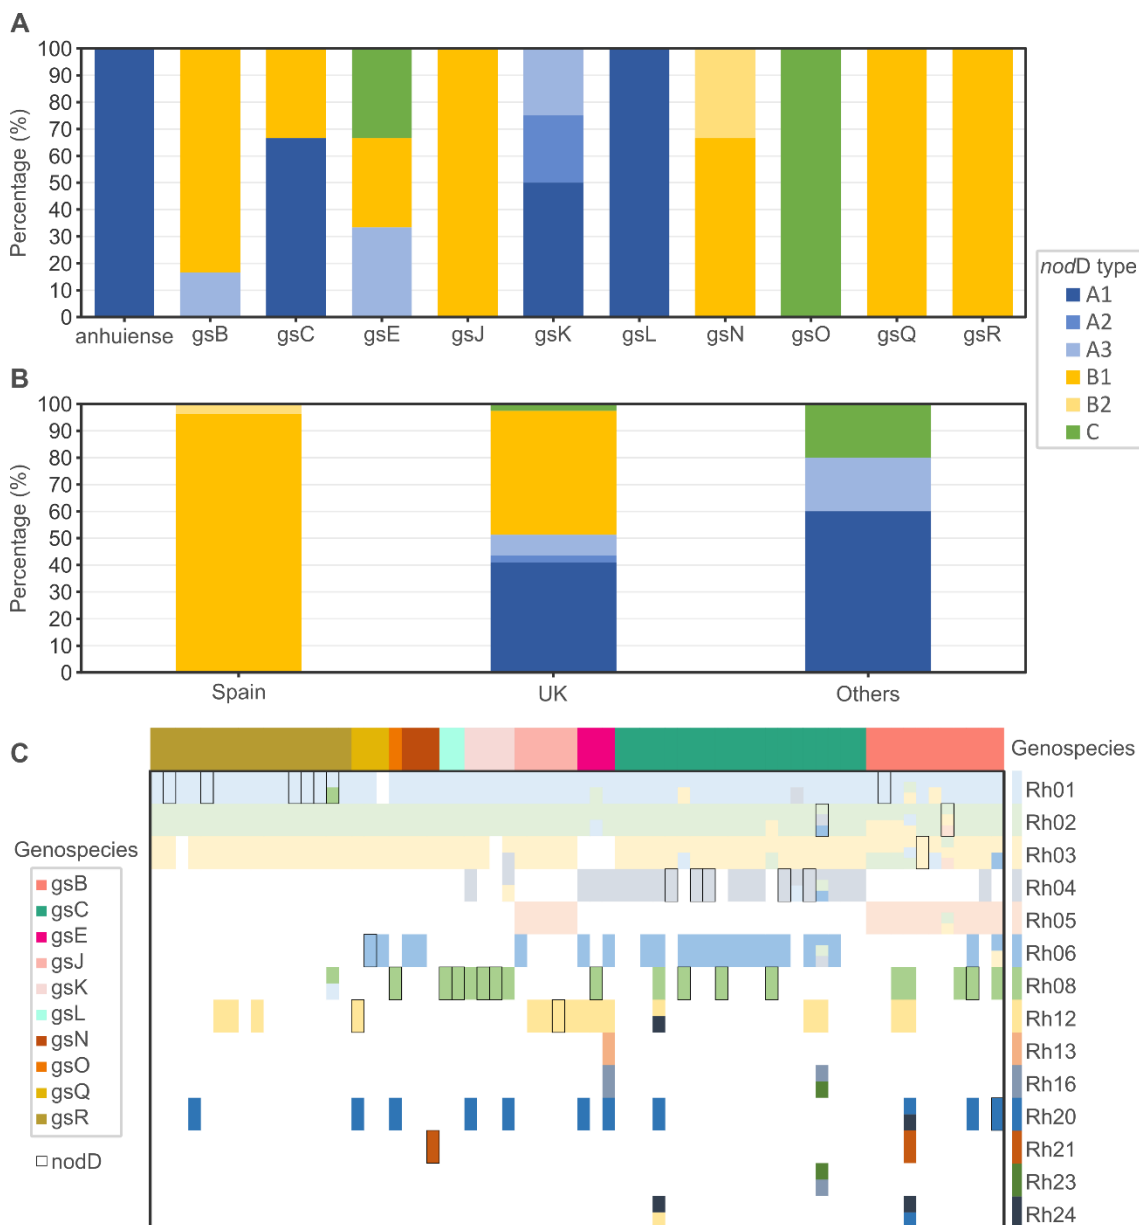 A
Percentage (%)
100
90
80
70
60
50
40
30
20
10
0
anhuiense gsB gsC gsE gsJ gsK gsL gsN gsO gsQ gsR
nodD type
A1
A2
A3
B1
B2
C
B
Percentage (%)
100
90
80
70
60
50
40
30
20
10
0
Spain UK Others
C
Genospecies
Genospecies
gsB
gsC
gsE
gsJ
gsK
gsL
gsN
gsO
gsQ
gsR
nodD
Rh01
Rh02
Rh03
Rh04
Rh05
Rh06
Rh08
Rh12
Rh13
Rh16
Rh20
Rh21
Rh23
Rh24